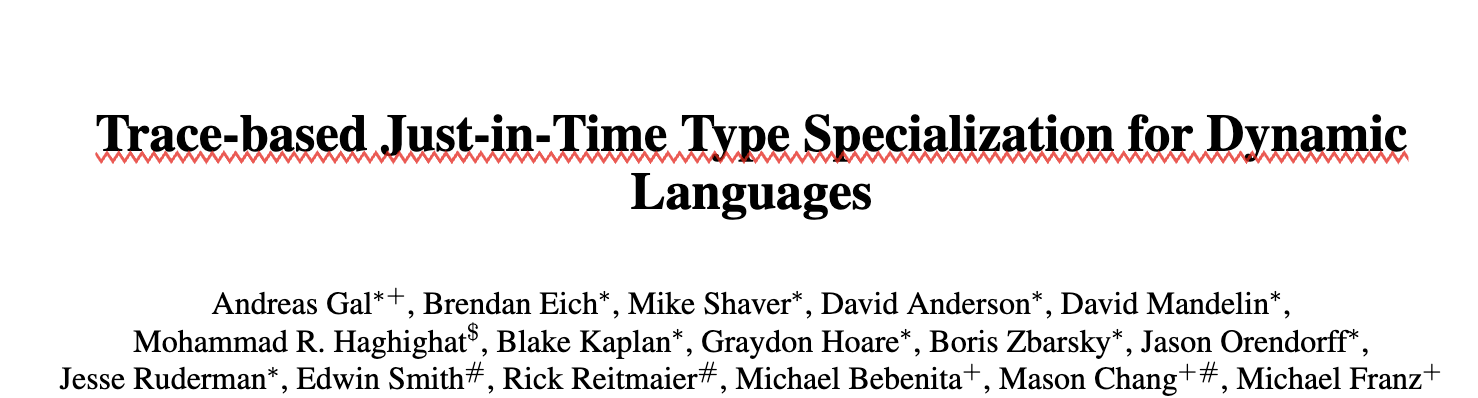 Trace-based Just-in-Time Type Specialization for Dynamic
Languages
Andreas Gal*+, Brendan Eich*, Mike Shaver*, David Anderson*, David Mandelin*,
Mohammad R. Haghighat$, Blake Kaplan*, Graydon Hoare*, Boris Zbarsky*, Jason Orendorff*,
Jesse Ruderman*, Edwin Smith#, Rick Reitmaier#, Michael Bebenita+, Mason Chang+#, Michael Franz+